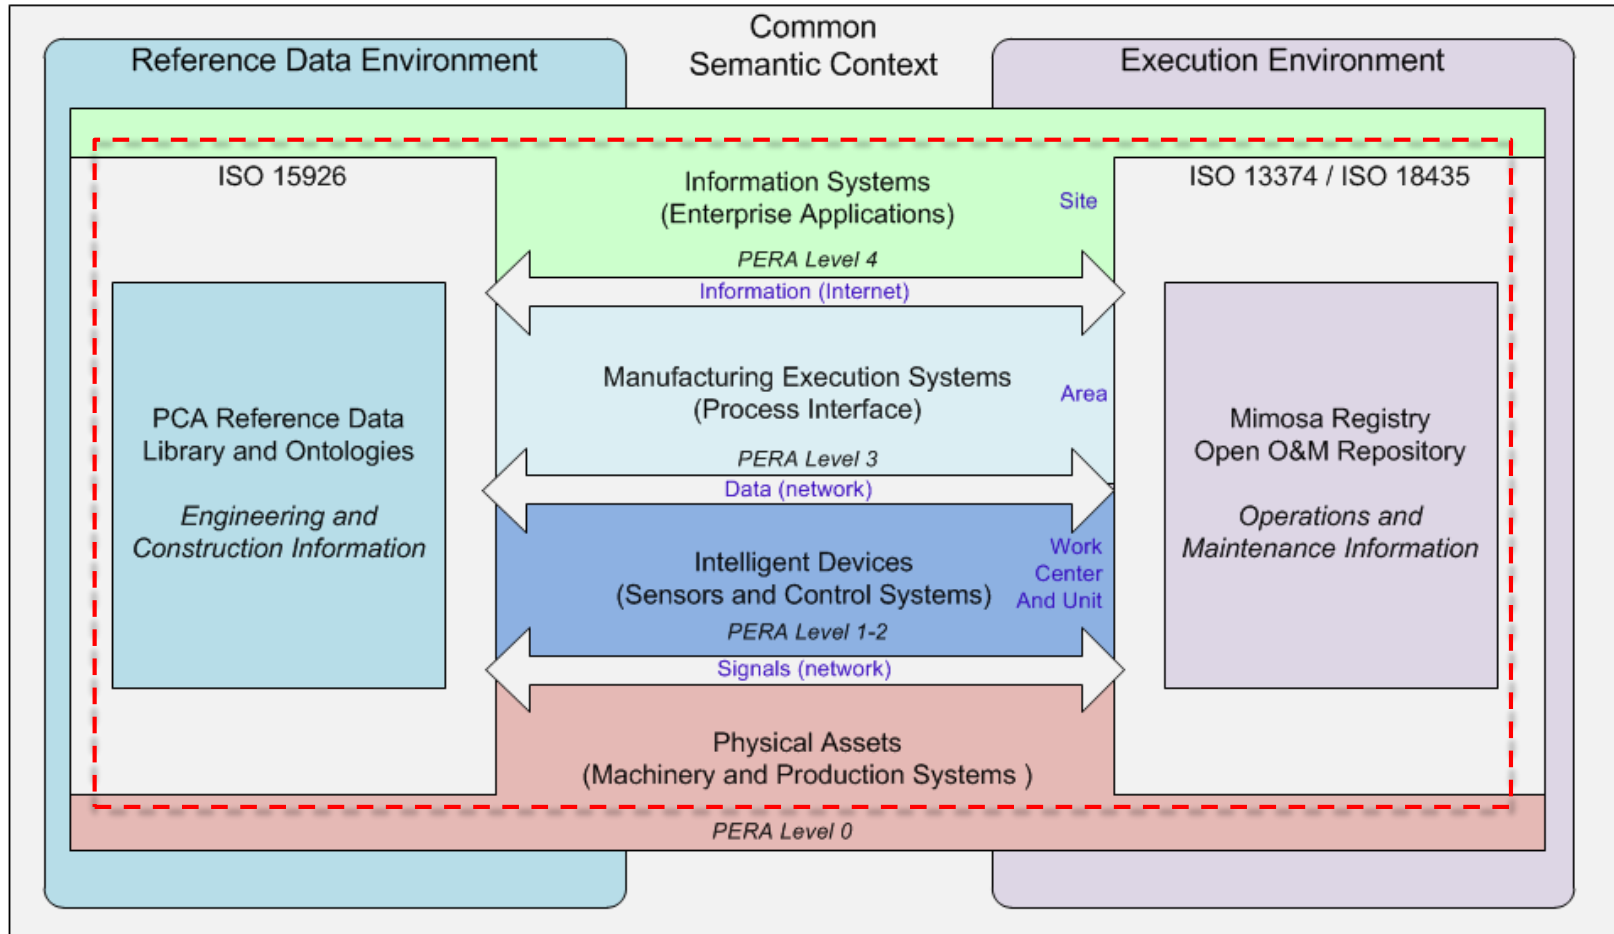 Common
Semantic Context
Reference Data Environment
Execution Environment
ISO 15926
ISO 13374 / ISO 18435
Information Systems
(Enterprise Applications)
Site
PERA Level 4
Information (Internet)
Manufacturing Execution Systems
(Process Interface)
Area
PERA Level 3
Data (network)
PCA Reference Data
Library and Ontologies
Engineering and
Construction Information
Mimosa Registry
Open O&M Repository
Operations and
Maintenance Information
Intelligent Devices
(Sensors and Control Systems)
Work
Center
And Unit
PERA Level 1-2
Signals (network)
Physical Assets
(Machinery and Production Systems )
PERA Level 0